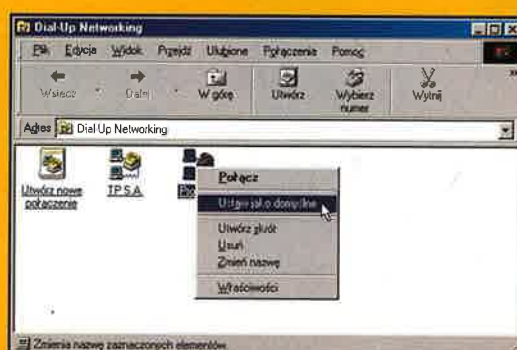 Dial-Up Networking
Plik Edycja Widok Przejdź Ulubione Połączenia Pomoc
Wstecz Dalej W górę Utwórz Wybierz numer Wytnij
Adres Dial-Up Networking
Utwórz nowe połączenie
T.P.S.A.
Połącz
Ustaw jako domyślne
Utwórz skrót
Usuń
Zmień nazwę
Właściwości
Zmienia nazwę zaznaczonych elementów.